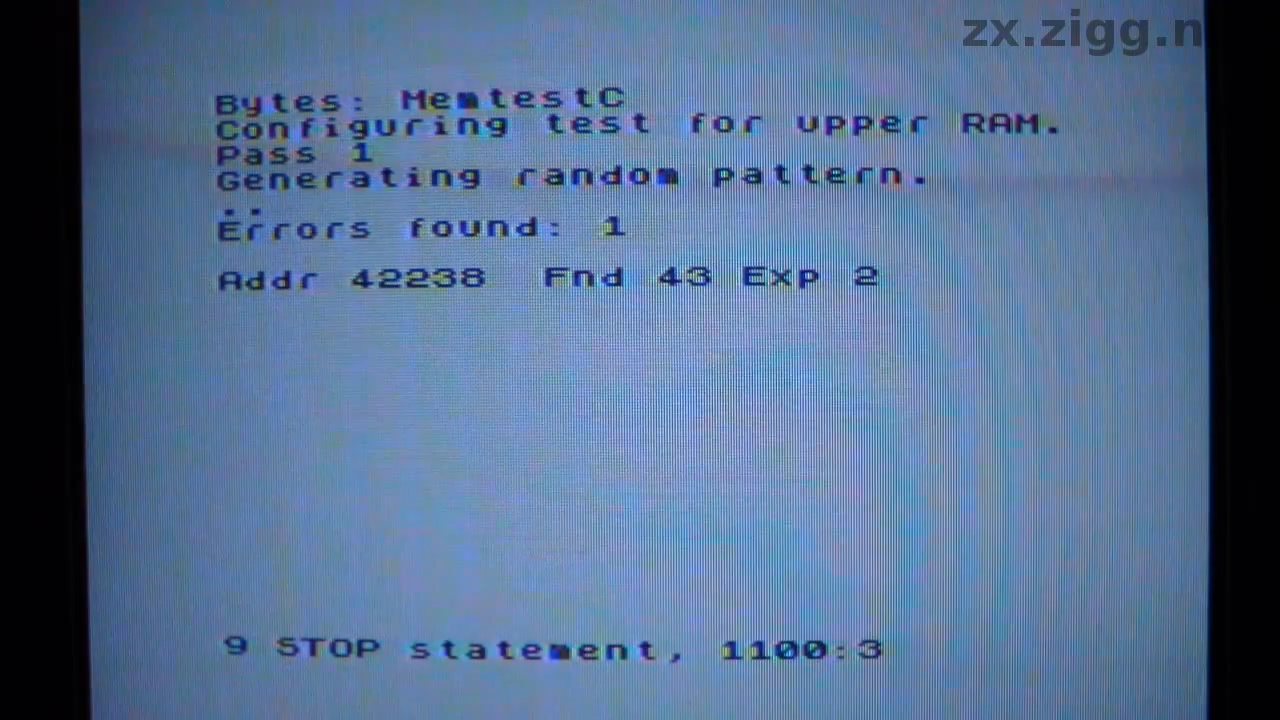 zx.zigg.n
Bytes: MemtestC
Configuring test for upper RAM.
Pass 1
Generating random pattern.
..
Errors found: 1
Addr 42238  Fnd 43 Exp 2
9 STOP statement, 1100:3